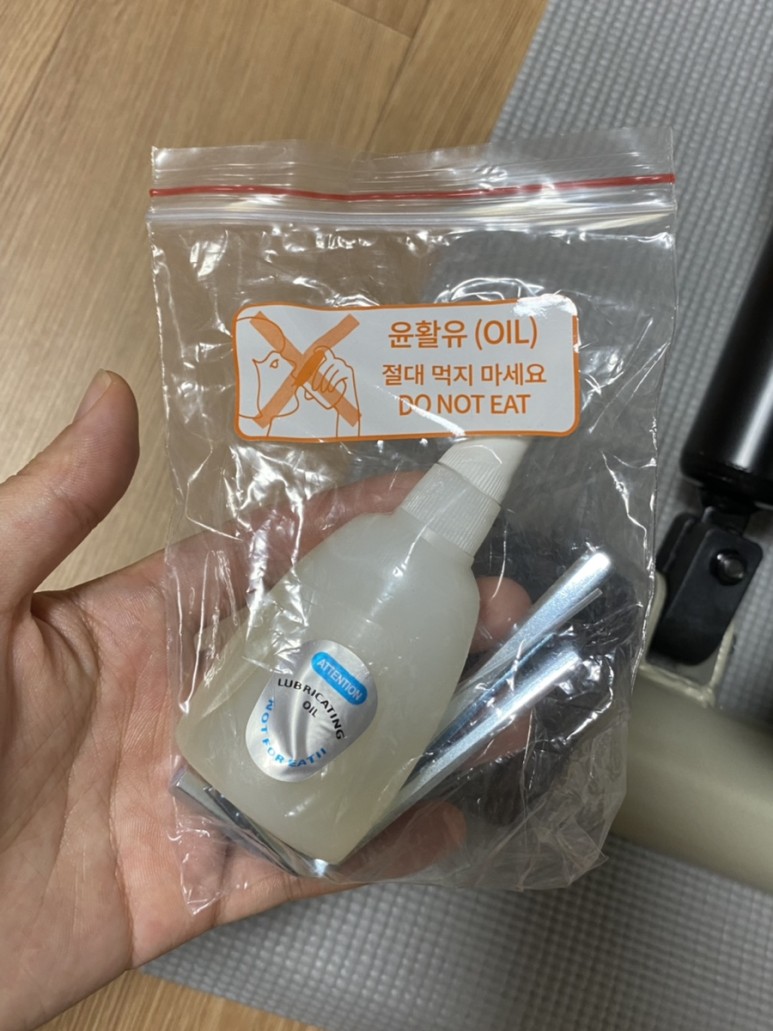 윤활유 (OIL)
절대 먹지 마세요
DO NOT EAT
ATTENTION
LUBRICATING
OIL
NOT FOR EAT!!